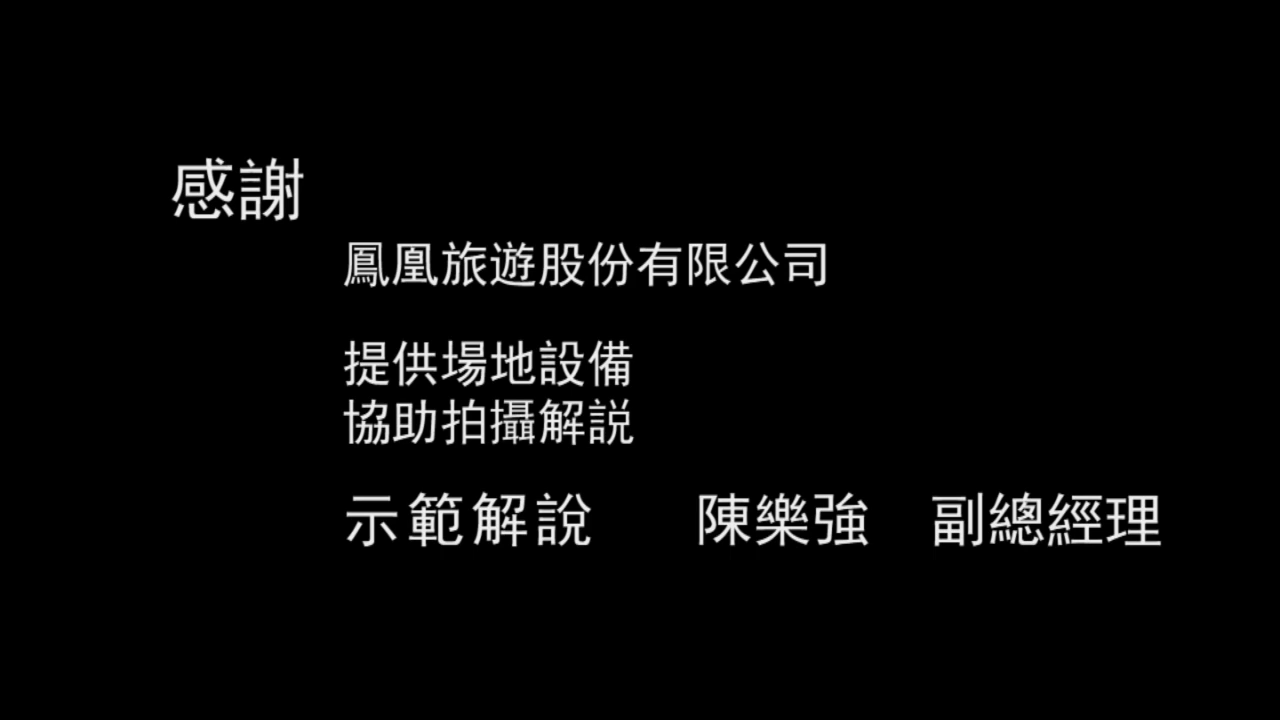 感謝
鳳凰旅遊股份有限公司
提供場地設備
協助拍攝解説
示範解說 陳樂強 副總經理